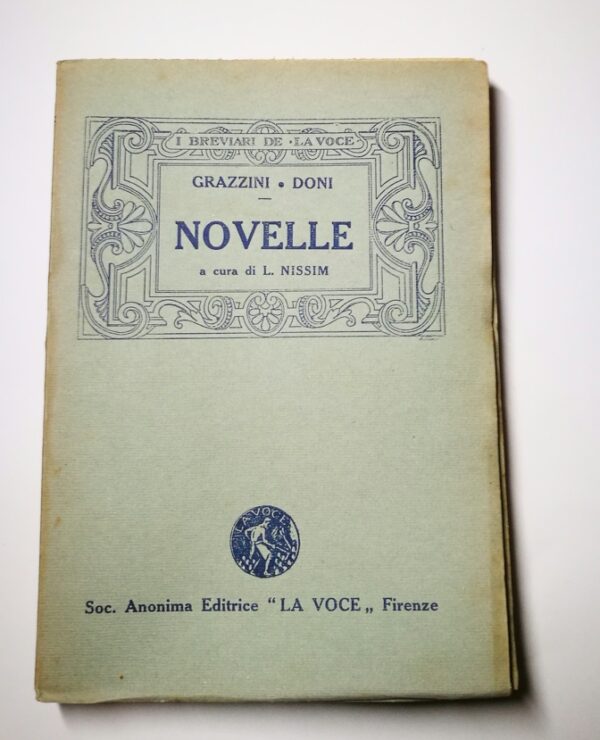 I BREVIARI DE · LA VOCE
GRAZZINI • DONI
NOVELLE
a cura di L. NISSIM
LA VOCE
Soc. Anonima Editrice "LA VOCE„ Firenze